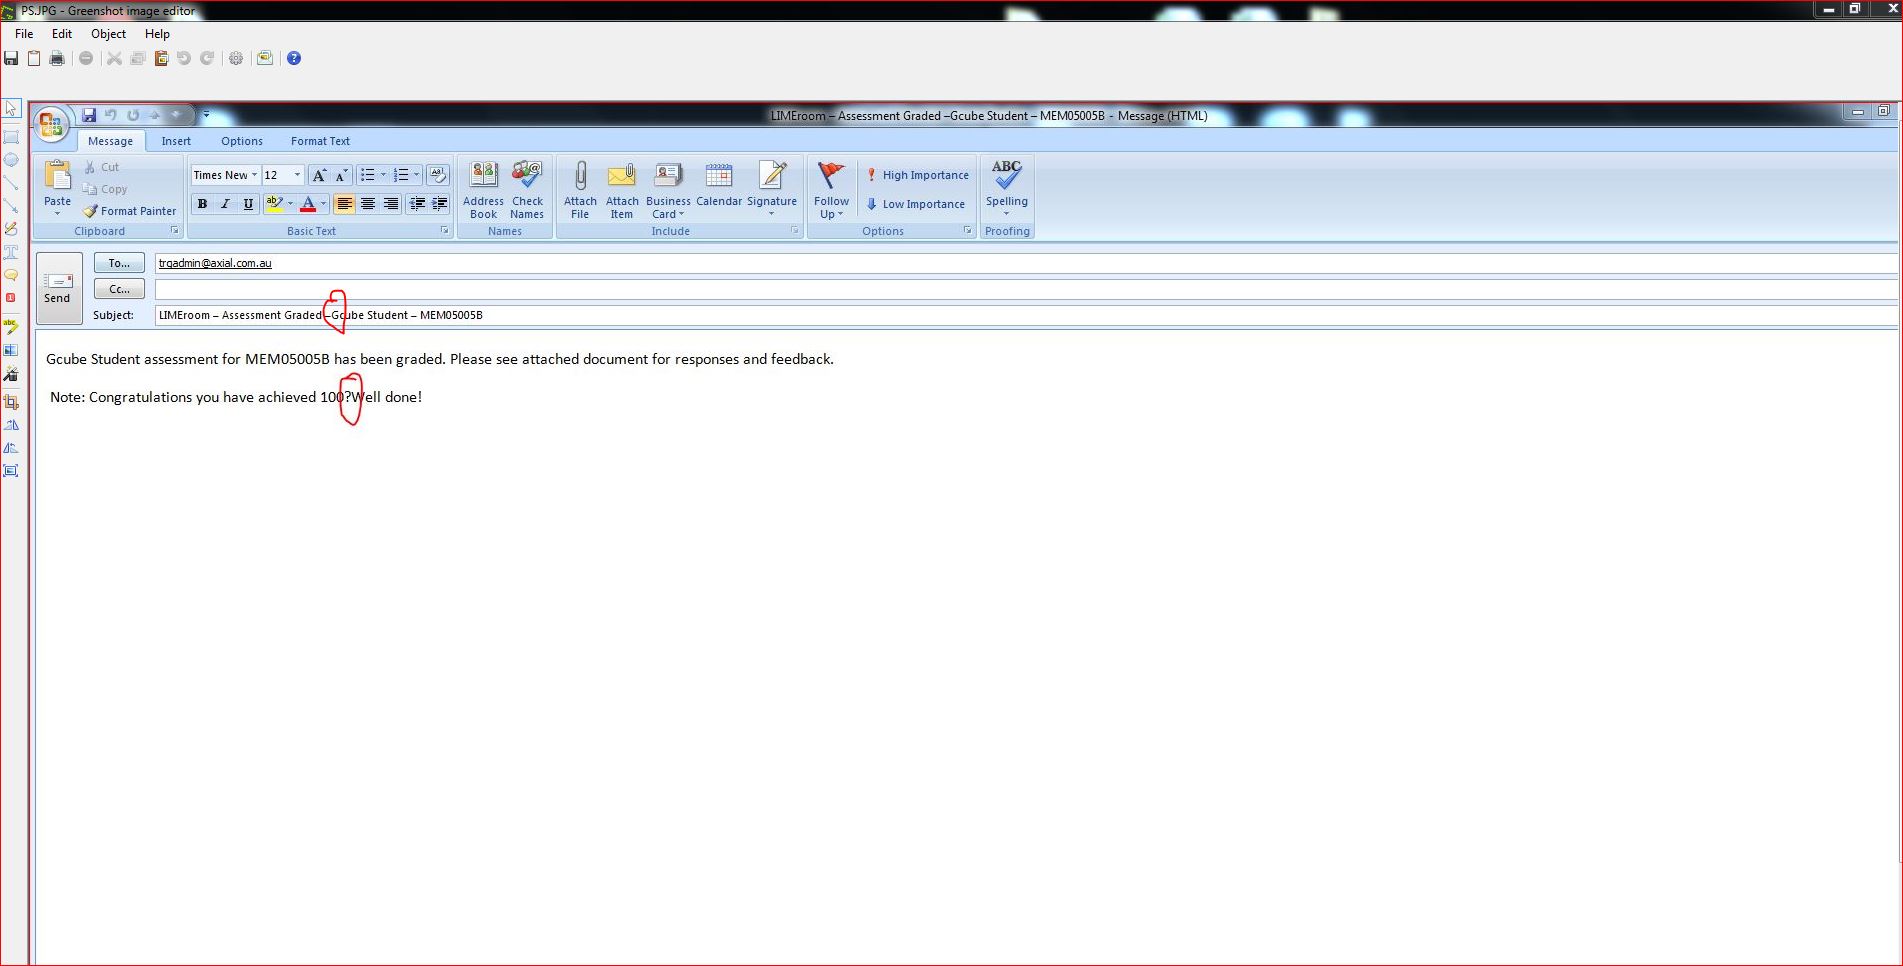 PS.JPG - Greenshot image editor
File Edit Object Help
LIMEroom – Assessment Graded –Gcube Student – MEM05005B - Message (HTML)
Message Insert Options Format Text
Paste
Cut
Copy
Format Painter
Clipboard
Times New 12
B I U
Basic Text
Address Book
Check Names
Names
Attach File
Attach Item
Business Card
Calendar
Signature
Include
Follow Up
High Importance
Low Importance
Options
ABC
Spelling
Proofing
Send
To... trgadmin@axial.com.au
Cc...
Subject: LIMEroom – Assessment Graded –Gcube Student – MEM05005B
Gcube Student assessment for MEM05005B has been graded. Please see attached document for responses and feedback.
Note: Congratulations you have achieved 100?Well done!